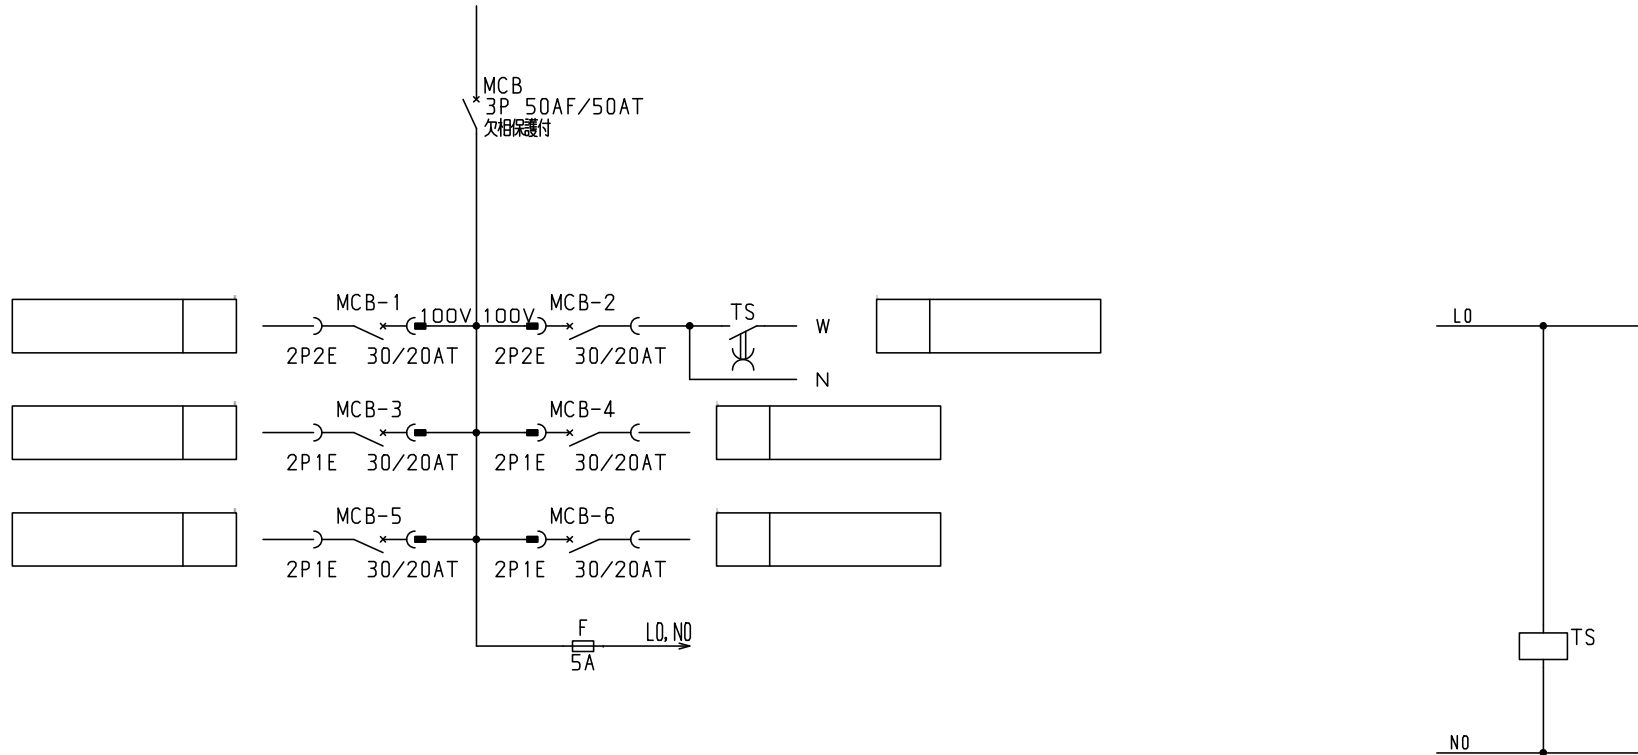 MCB
3P 50AF/50AT
欠相保護付
MCB-1
100V
100V
MCB-2
TS
W
2P2E 30/20AT
2P2E 30/20AT
N
MCB-3
MCB-4
2P1E 30/20AT
2P1E 30/20AT
MCB-5
MCB-6
2P1E 30/20AT
2P1E 30/20AT
F
L0,N0
5A
L0
TS
N0